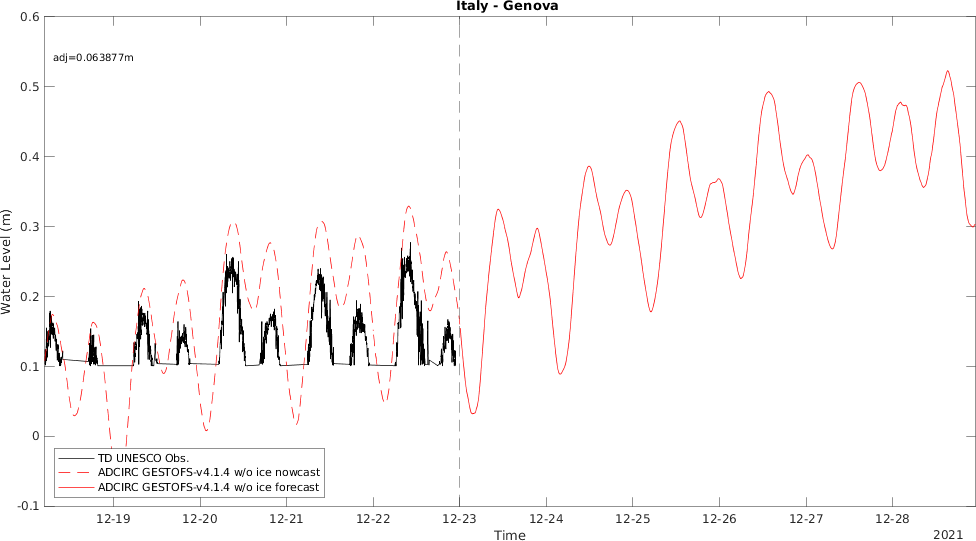 Italy - Genova
adj=0.063877m
Water Level (m)
0.6
0.5
0.4
0.3
0.2
0.1
0
-0.1
TD UNESCO Obs.
ADCIRC GESTOFS-v4.1.4 w/o ice nowcast
ADCIRC GESTOFS-v4.1.4 w/o ice forecast
12-19 12-20 12-21 12-22 12-23 12-24 12-25 12-26 12-27 12-28
Time
2021